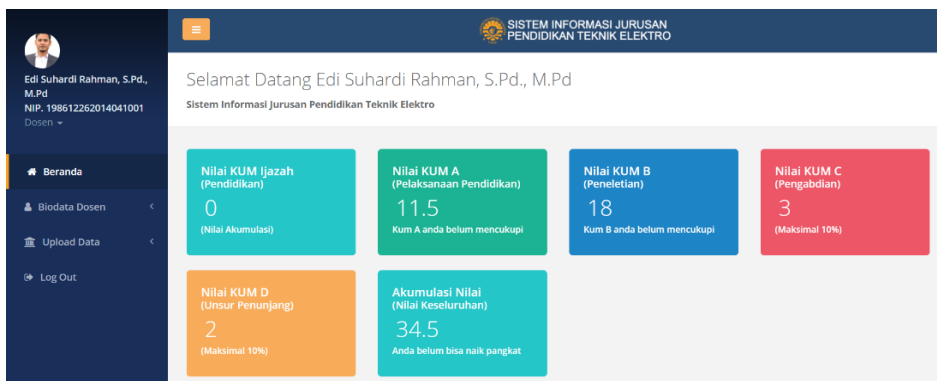 SISTEM INFORMASI JURUSAN
PENDIDIKAN TEKNIK ELEKTRO
Edi Suhardi Rahman, S.Pd.,
M.Pd
NIP. 198612262014041001
Dosen
Beranda
Biodata Dosen
Upload Data
Log Out
Selamat Datang Edi Suhardi Rahman, S.Pd., M.Pd
Sistem Informasi Jurusan Pendidikan Teknik Elektro
Nilai KUM Ijazah
(Pendidikan)
0
(Nilai Akumulasi)
Nilai KUM A
(Pelaksanaan Pendidikan)
11.5
Kum A anda belum mencukupi
Nilai KUM B
(Peneletian)
18
Kum B anda belum mencukupi
Nilai KUM C
(Pengabdian)
3
(Maksimal 10%)
Nilai KUM D
(Unsur Penunjang)
2
(Maksimal 10%)
Akumulasi Nilai
(Nilai Keseluruhan)
34.5
Anda belum bisa naik pangkat